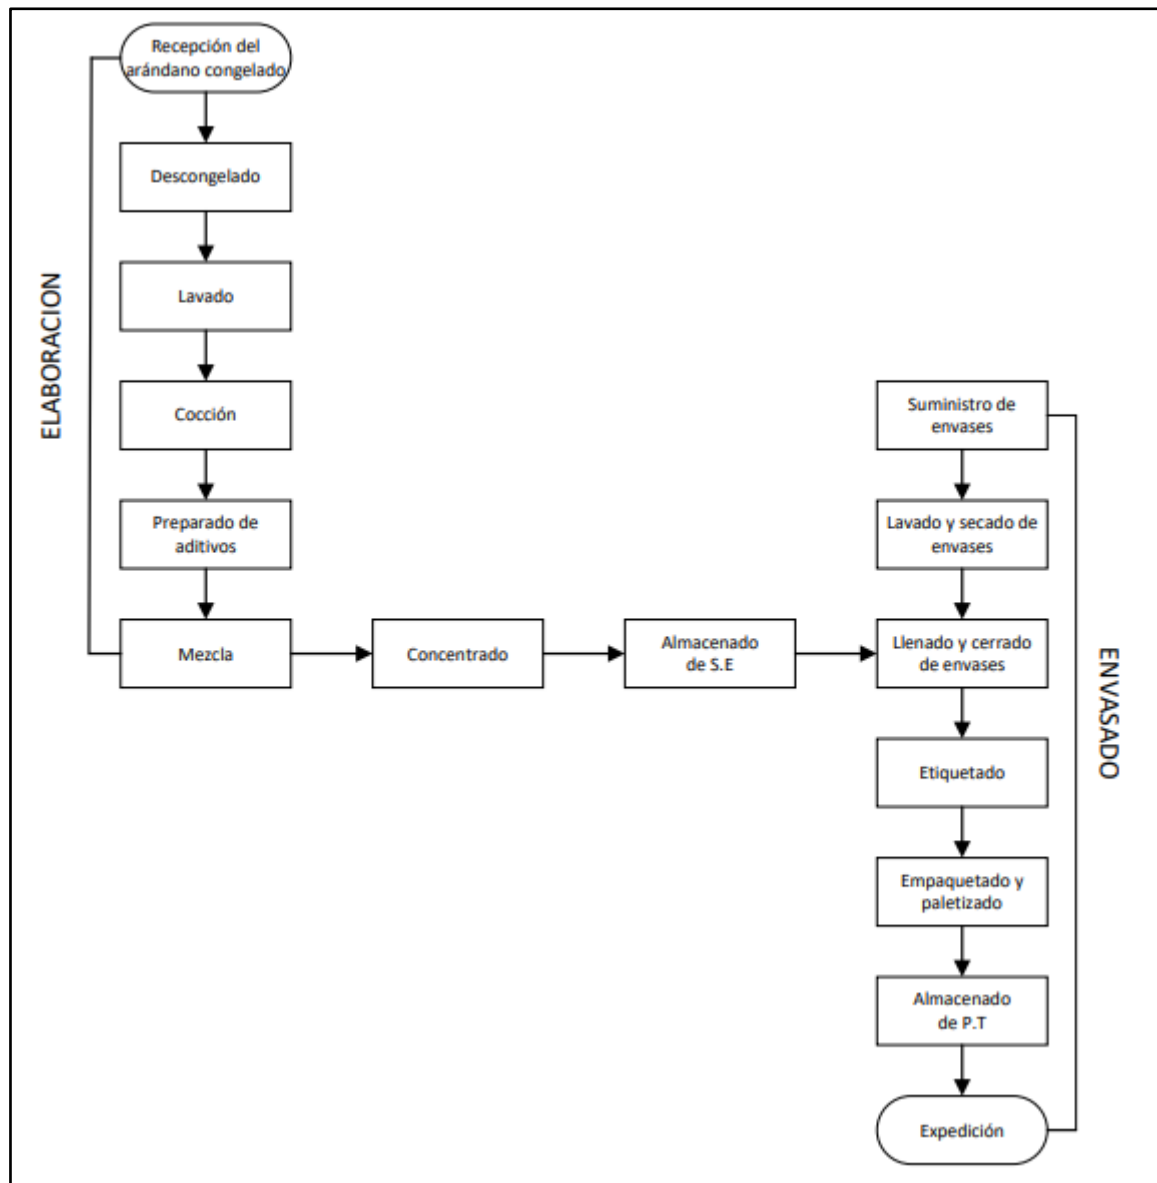 Recepción del
arándano congelado
Descongelado
Lavado
Cocción
Preparado de
aditivos
Mezcla
ELABORACION
Concentrado
Almacenado
de S.E
Suministro de
envases
Lavado y secado de
envases
Llenado y cerrado
de envases
Etiquetado
Empaquetado y
paletizado
Almacenado
de P.T
Expedición
ENVASADO